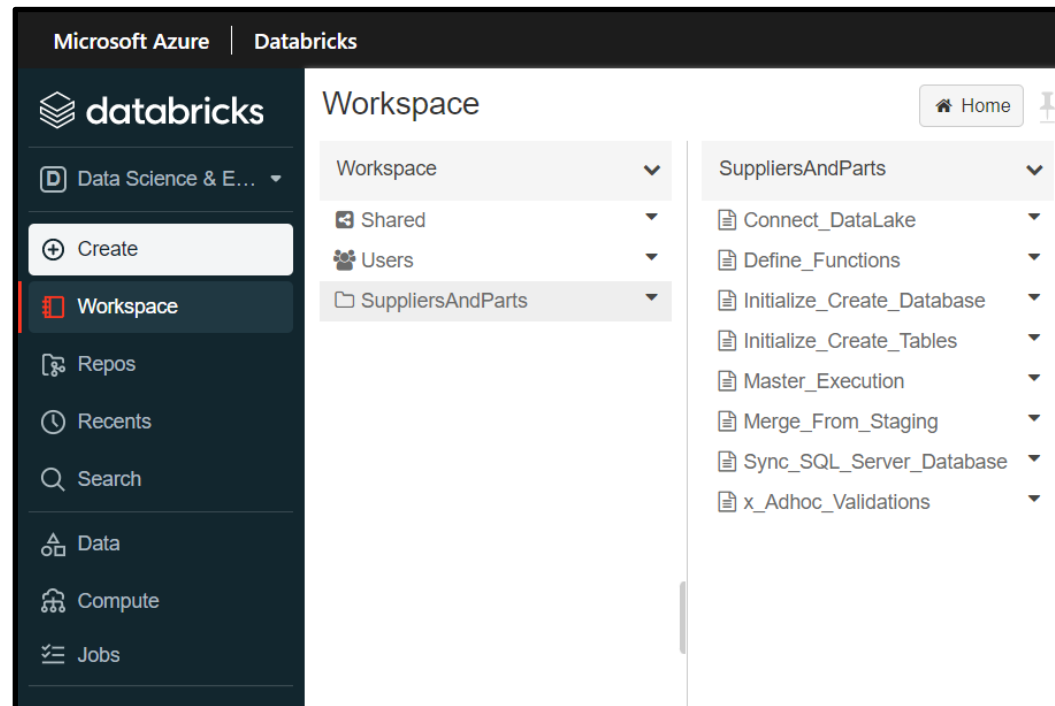 Microsoft Azure Databricks
databricks
Data Science & E...
Create
Workspace
Repos
Recents
Search
Data
Compute
Jobs
Workspace
Home
Workspace
Shared
Users
SuppliersAndParts
SuppliersAndParts
Connect_DataLake
Define_Functions
Initialize_Create_Database
Initialize_Create_Tables
Master_Execution
Merge_From_Staging
Sync_SQL_Server_Database
x_Adhoc_Validations